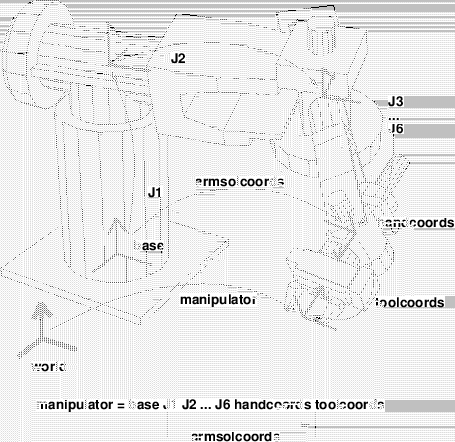 J2
J3
...
J6
armsolcoords
J1
handcoords
base
manipulator
toolcoords
world
manipulator = base J1 J2 ... J6 handcoords toolcoords
armsolcoords